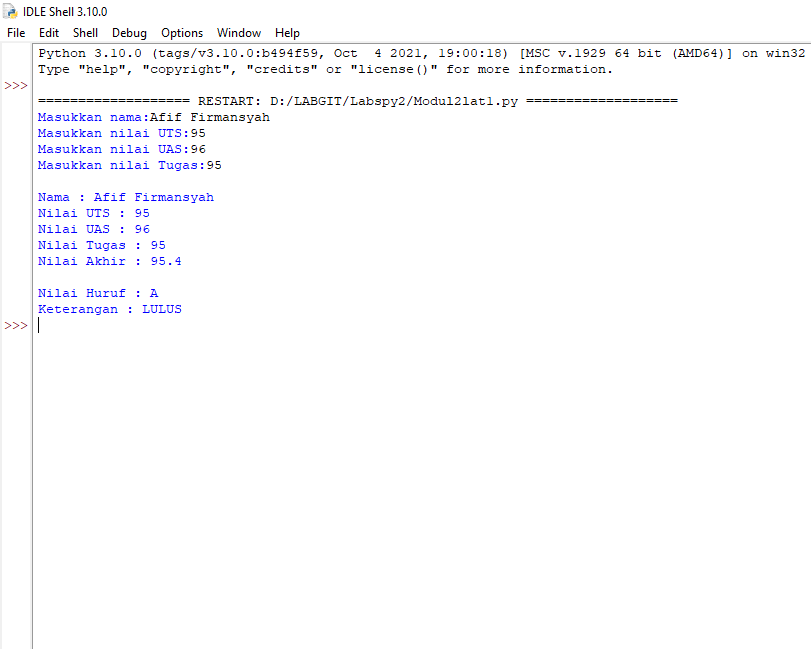 IDLE Shell 3.10.0
File Edit Shell Debug Options Window Help
Python 3.10.0 (tags/v3.10.0:b494f59, Oct  4 2021, 19:00:18) [MSC v.1929 64 bit (AMD64)] on win32
Type "help", "copyright", "credits" or "license()" for more information.
>>>
=================== RESTART: D:/LABGIT/Labspy2/Modul2lat1.py ===================
Masukkan nama:Afif Firmansyah
Masukkan nilai UTS:95
Masukkan nilai UAS:96
Masukkan nilai Tugas:95
Nama : Afif Firmansyah
Nilai UTS : 95
Nilai UAS : 96
Nilai Tugas : 95
Nilai Akhir : 95.4
Nilai Huruf : A
Keterangan : LULUS
>>>